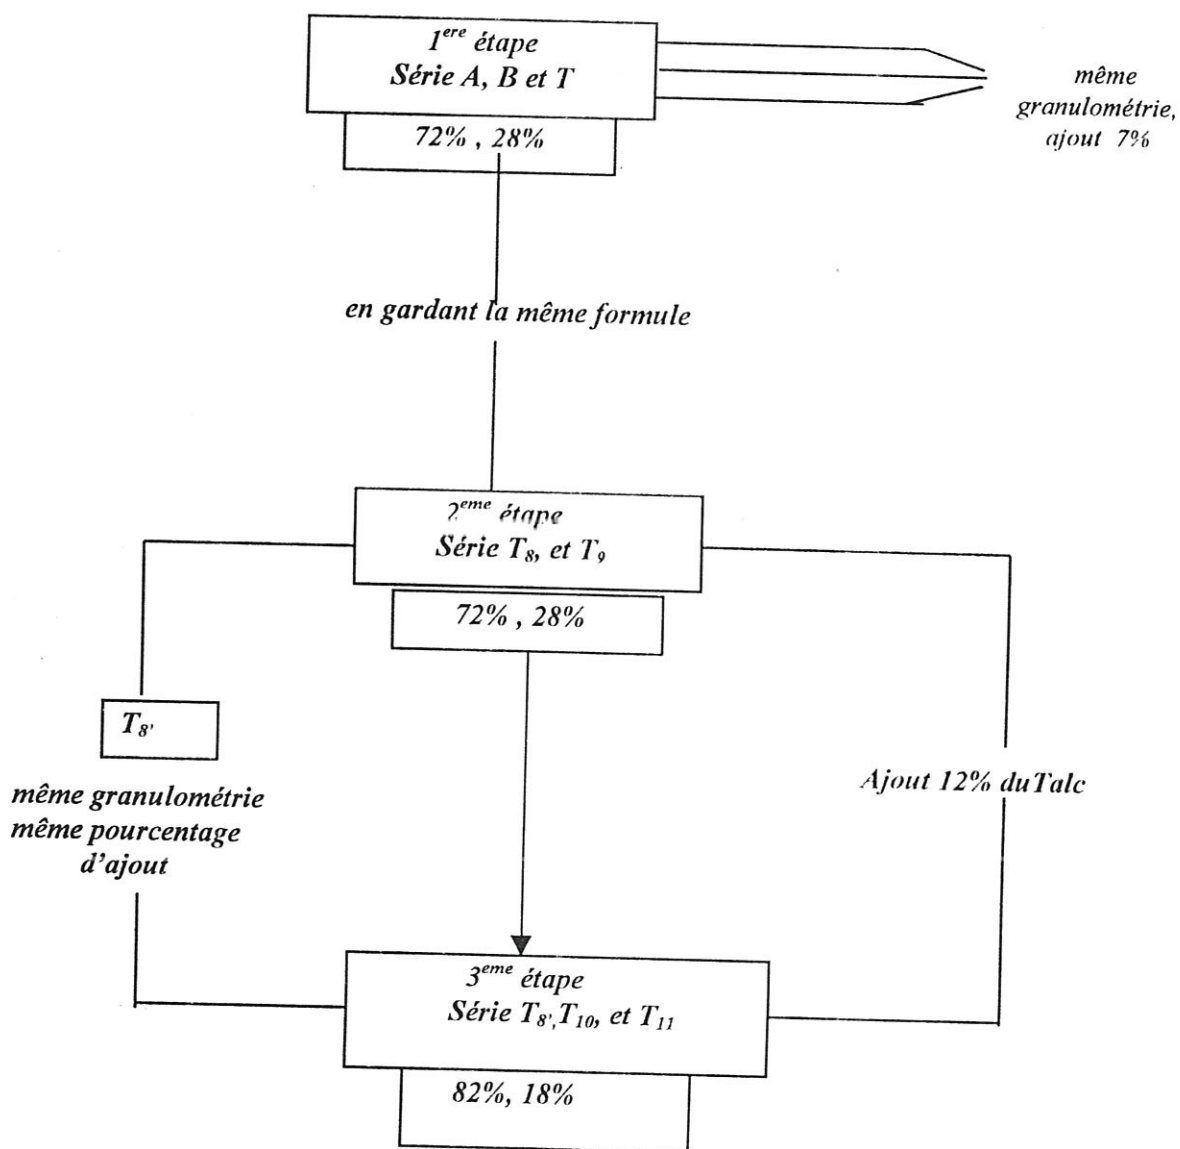 1ere étape
Série A, B et T
72% , 28%
même
granulométrie,
ajout 7%
en gardant la même formule
2eme étape
Série T8, et T9
72% , 28%
T8'
même granulométrie
même pourcentage
d'ajout
Ajout 12% du Talc
3eme étape
Série T8',T10, et T11
82%, 18%